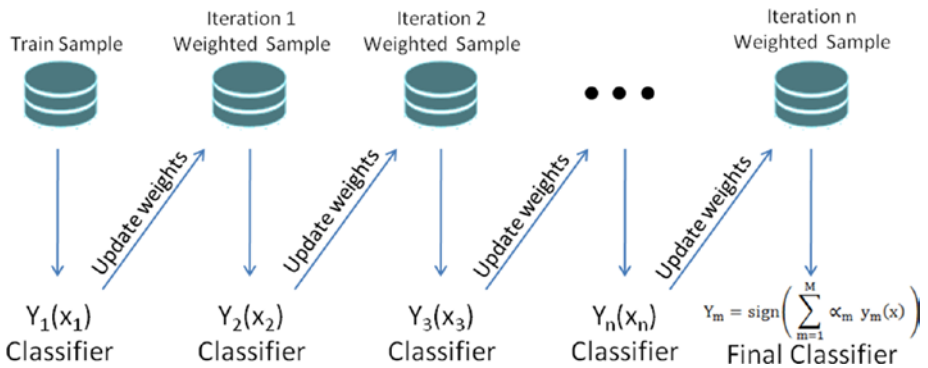 Train Sample
Iteration 1
Weighted Sample
Iteration 2
Weighted Sample
Iteration n
Weighted Sample
Update weights
Update weights
Update weights
Update weights
Y₁(x₁)
Classifier
Y₂(x₂)
Classifier
Y₃(x₃)
Classifier
Yₙ(xₙ)
Classifier
Yₘ = sign(∑_{m=1}^{M} ∝ₘ yₘ(x))
Final Classifier